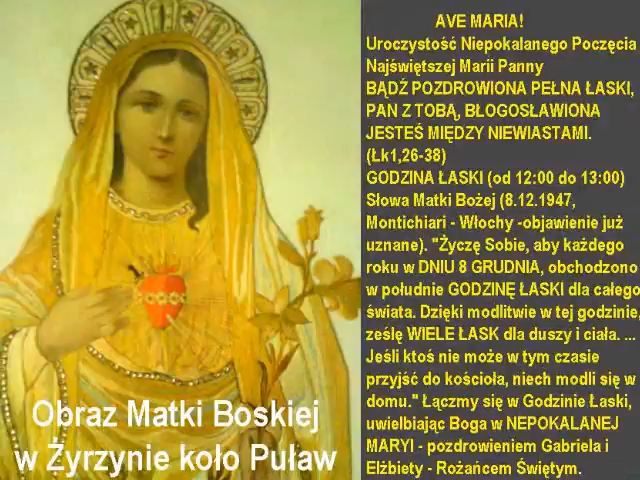 AVE MARIA!
Uroczystość Niepokalanego Poczęcia
Najświętszej Marii Panny
BĄDŹ POZDROWIONA PEŁNA ŁASKI,
PAN Z TOBĄ, BŁOGOSŁAWIONA
JESTEŚ MIĘDZY NIEWIASTAMI.
(Łk1,26-38)
GODZINA ŁASKI (od 12:00 do 13:00)
Słowa Matki Bożej (8.12.1947,
Montichiari - Włochy -objawienie już
uznane). "Życzę Sobie, aby każdego
roku w DNIU 8 GRUDNIA, obchodzono
w południe GODZINĘ ŁASKI dla całego
świata. Dzięki modlitwie w tej godzinie,
ześlę WIELE ŁASK dla duszy i ciała. ...
Jeśli ktoś nie może w tym czasie
przyjść do kościoła, niech modli się w
domu." Łączmy się w Godzinie Łaski,
uwielbiając Boga w NEPOKALANEJ
MARYI - pozdrowieniem Gabriela i
Elżbiety - Rożańcem Świętym.
Obraz Matki Boskiej
w Żyrzynie koło Puław